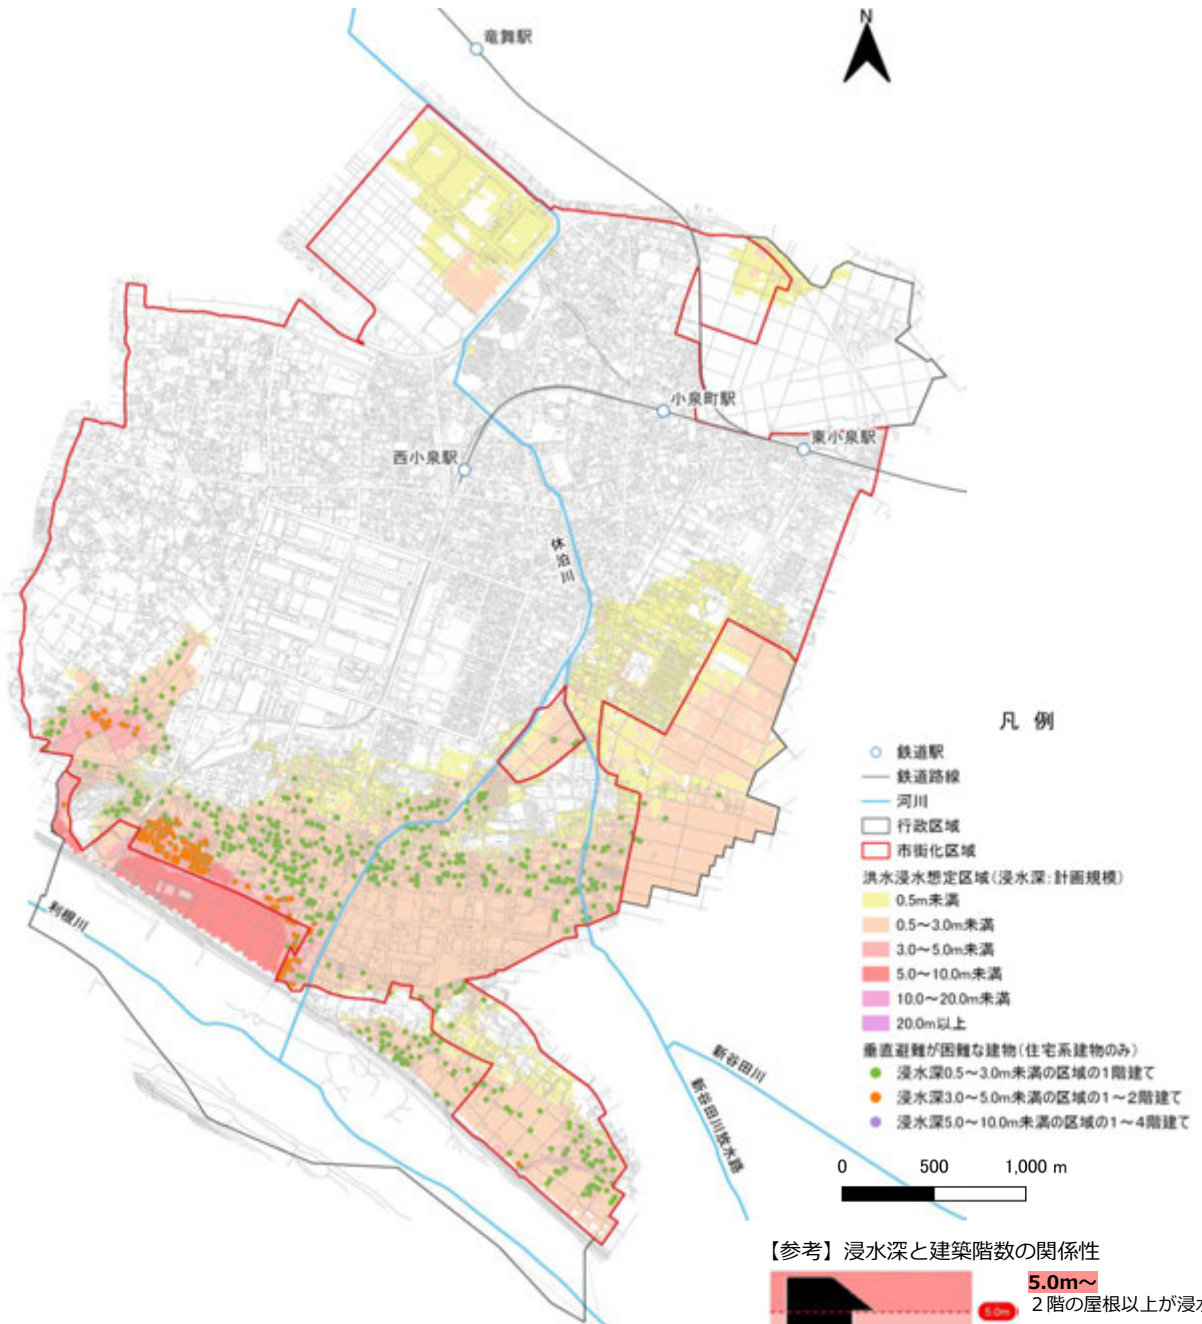 N
竜舞駅
小泉町駅
東小泉駅
西小泉駅
休泊川
利根川
新谷田川
新谷田川放水路
凡 例
鉄道駅
鉄道路線
河川
行政区域
市街化区域
洪水浸水想定区域(浸水深:計画規模)
0.5m未満
0.5～3.0m未満
3.0～5.0m未満
5.0～10.0m未満
10.0～20.0m未満
20.0m以上
垂直避難が困難な建物(住宅系建物のみ)
浸水深0.5～3.0m未満の区域の1階建て
浸水深3.0～5.0m未満の区域の1～2階建て
浸水深5.0～10.0m未満の区域の1～4階建て
0 500 1,000 m
【参考】浸水深と建築階数の関係性
5.0m～
5.0m
２階の屋根以上が浸